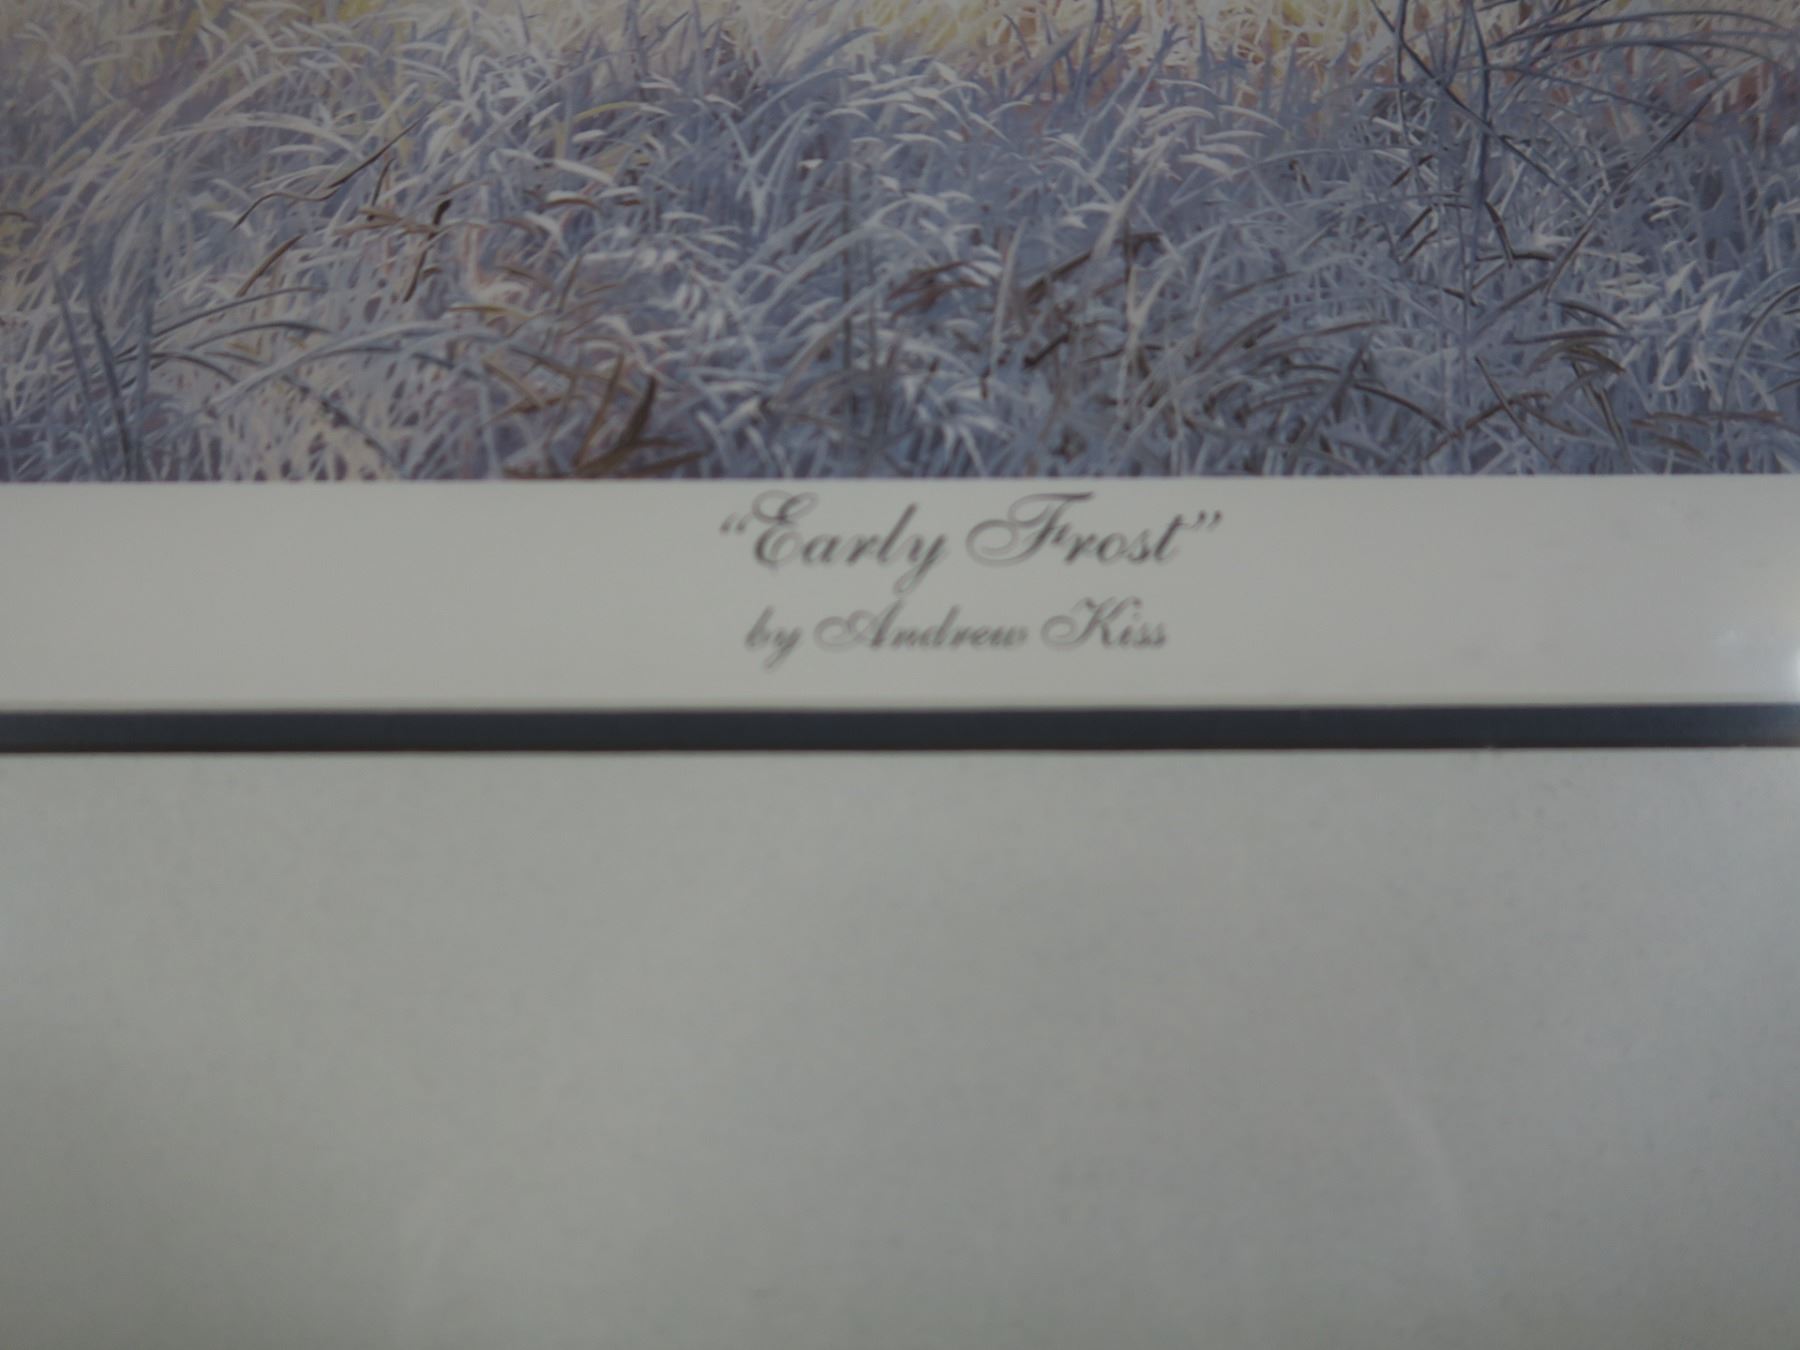 “Early Frost”
by Andrew Kiss